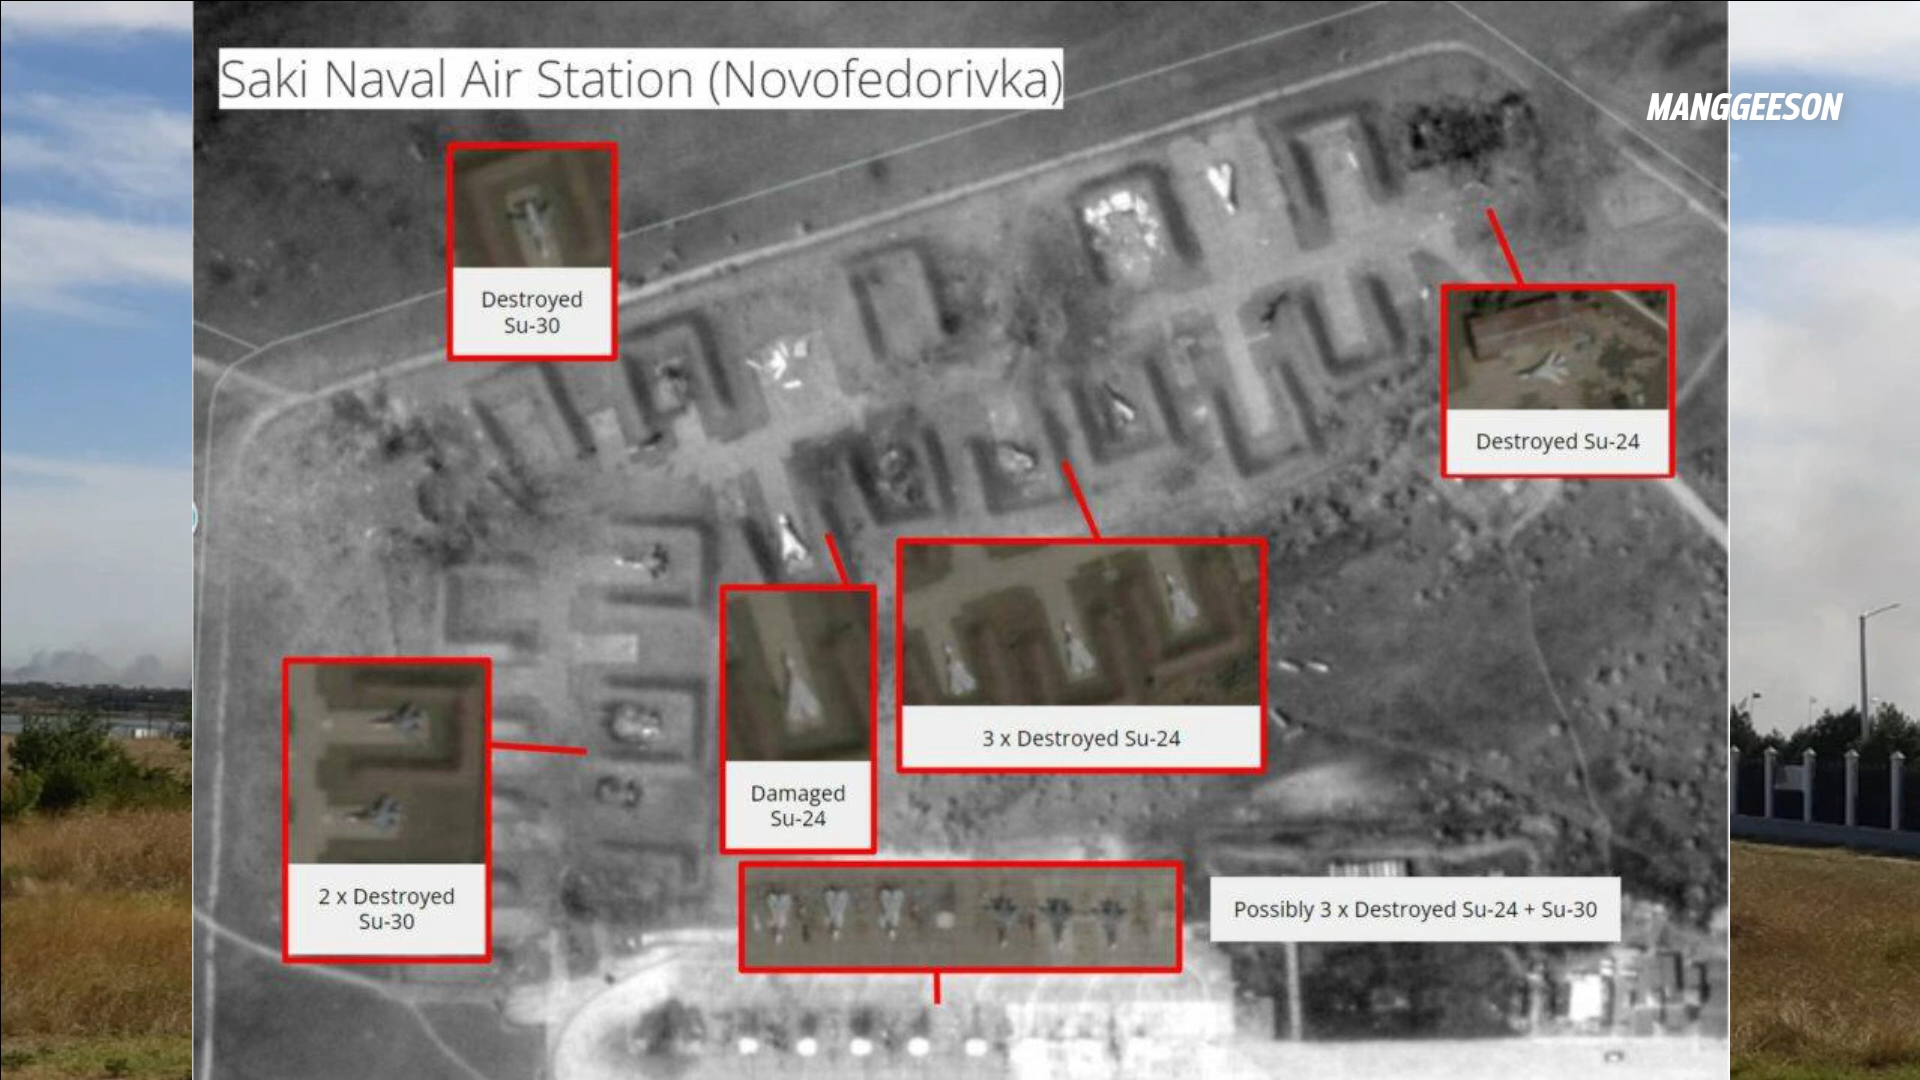 Saki Naval Air Station (Novofedorivka)
MANGGEESON
Destroyed
Su-30
Destroyed Su-24
3 x Destroyed Su-24
Damaged
Su-24
2 x Destroyed
Su-30
Possibly 3 x Destroyed Su-24 + Su-30